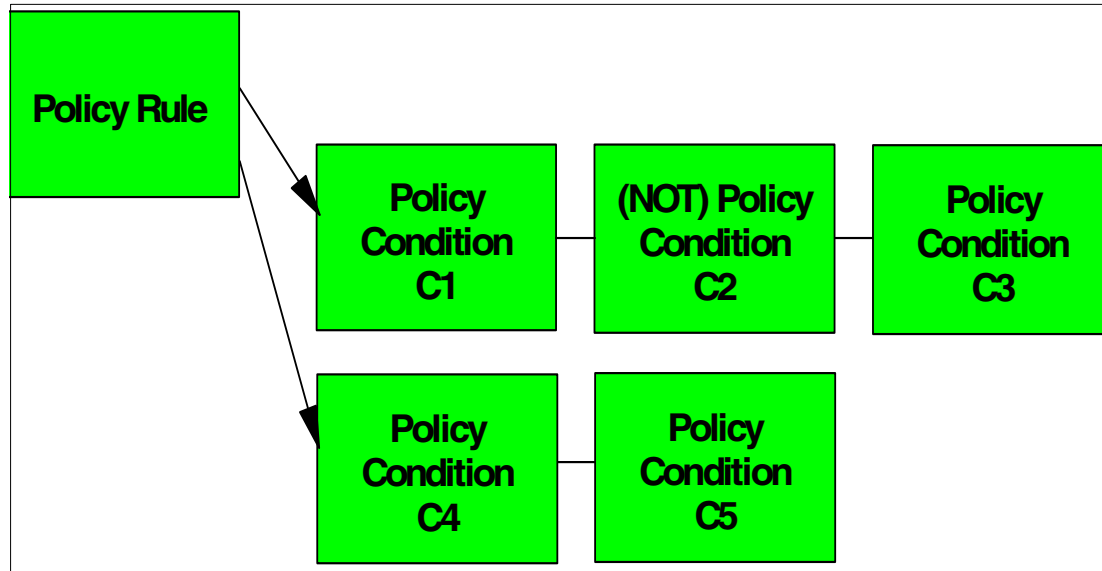 Policy Rule
Policy
Condition
C1
(NOT) Policy
Condition
C2
Policy
Condition
C3
Policy
Condition
C4
Policy
Condition
C5